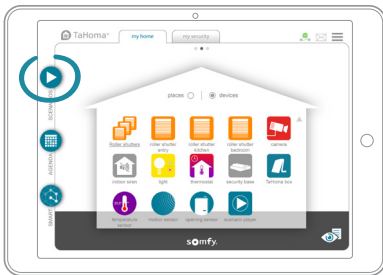 TaHoma®
my home
my security
places
devices
SCENARIOS
AGENDA
SMART
Roller shutters
roller shutter entry
roller shutter kitchen
roller shutter bedroom
camera
indoor siren
light
thermostat
security base
TaHoma box
temperature sensor
motion sensor
opening sensor
scenario player
somfy.